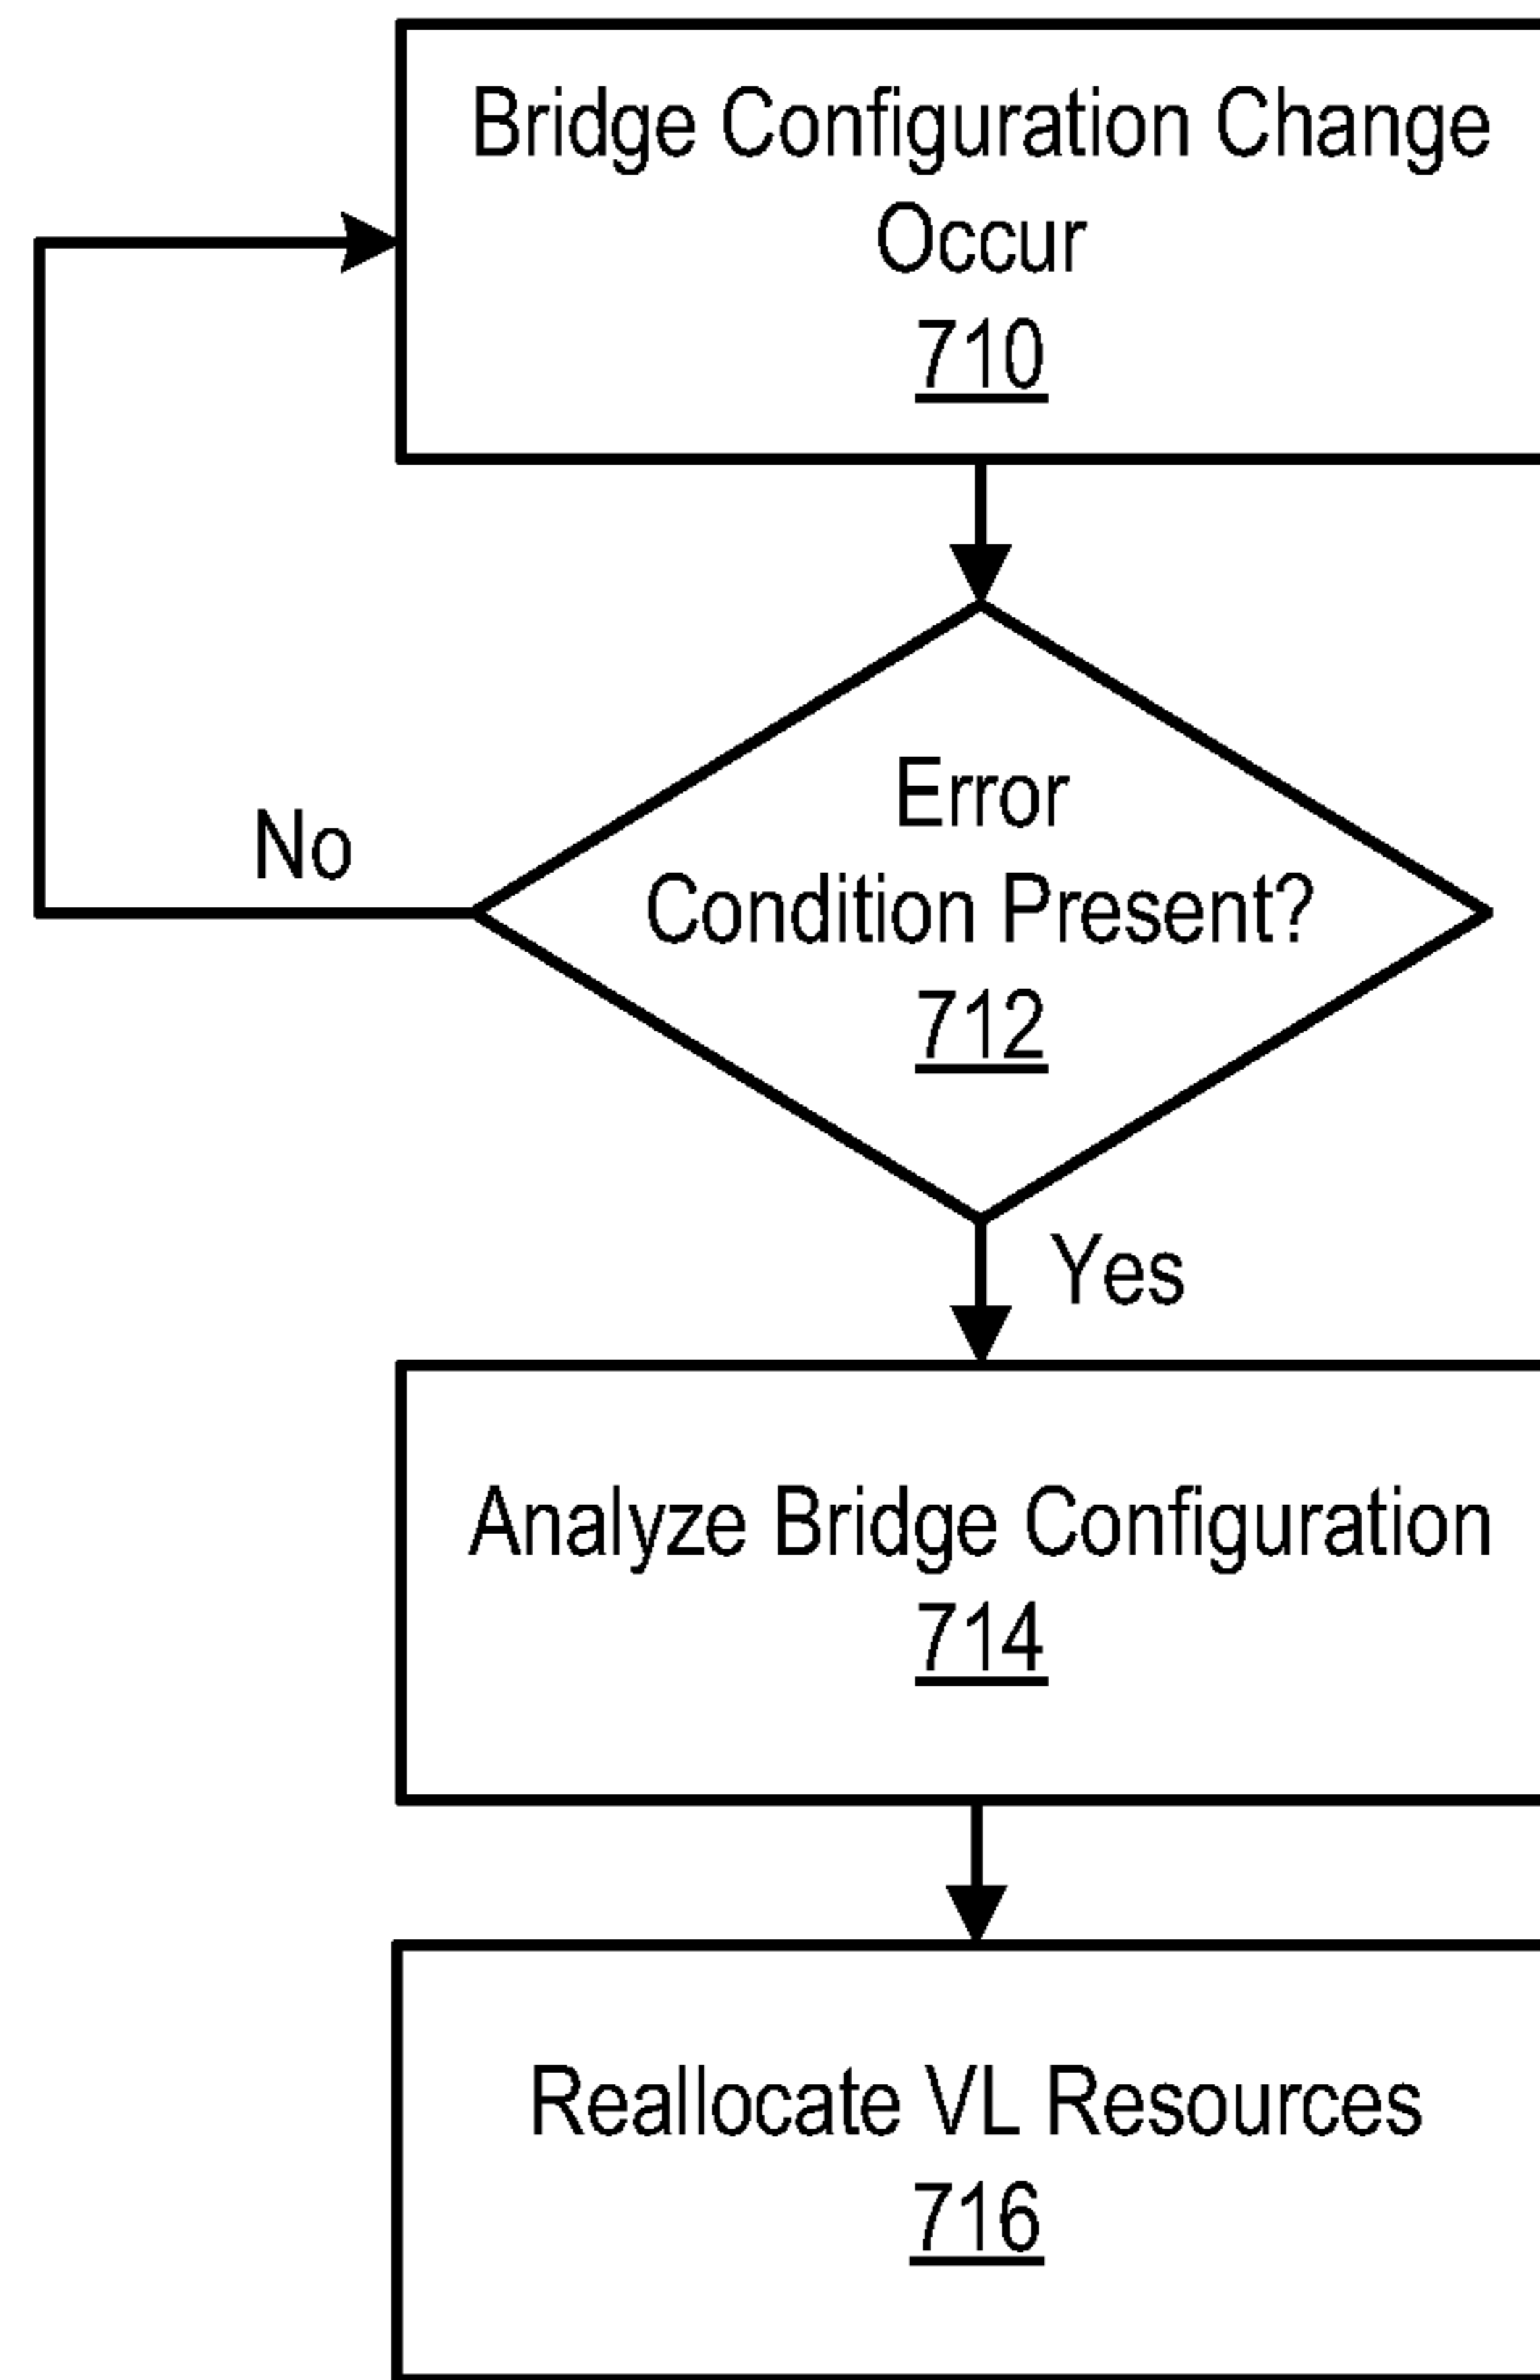 Bridge Configuration Change
Occur
710
Error
Condition Present?
712
No
Yes
Analyze Bridge Configuration
714
Reallocate VL Resources
716